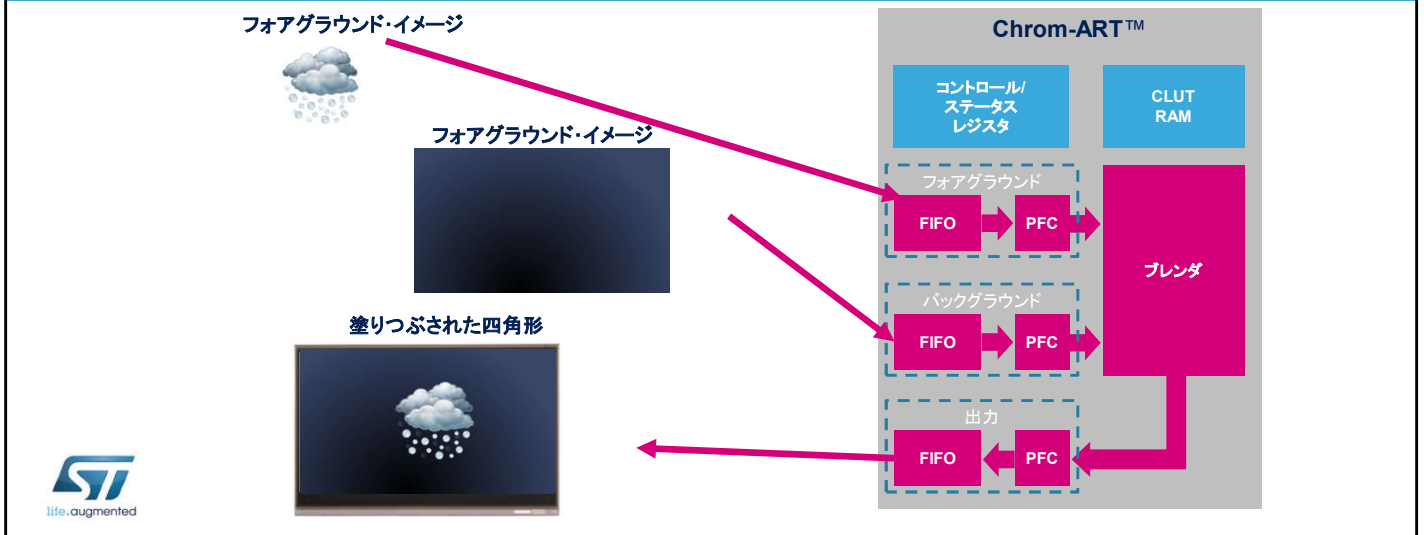 フォアグラウンド・イメージ
フォアグラウンド・イメージ
塗りつぶされた四角形
life.augmented
Chrom-ART™
コントロール/
ステータス
レジスタ
CLUT
RAM
フォアグラウンド
FIFO
PFC
バックグラウンド
FIFO
PFC
ブレンダ
出力
FIFO
PFC